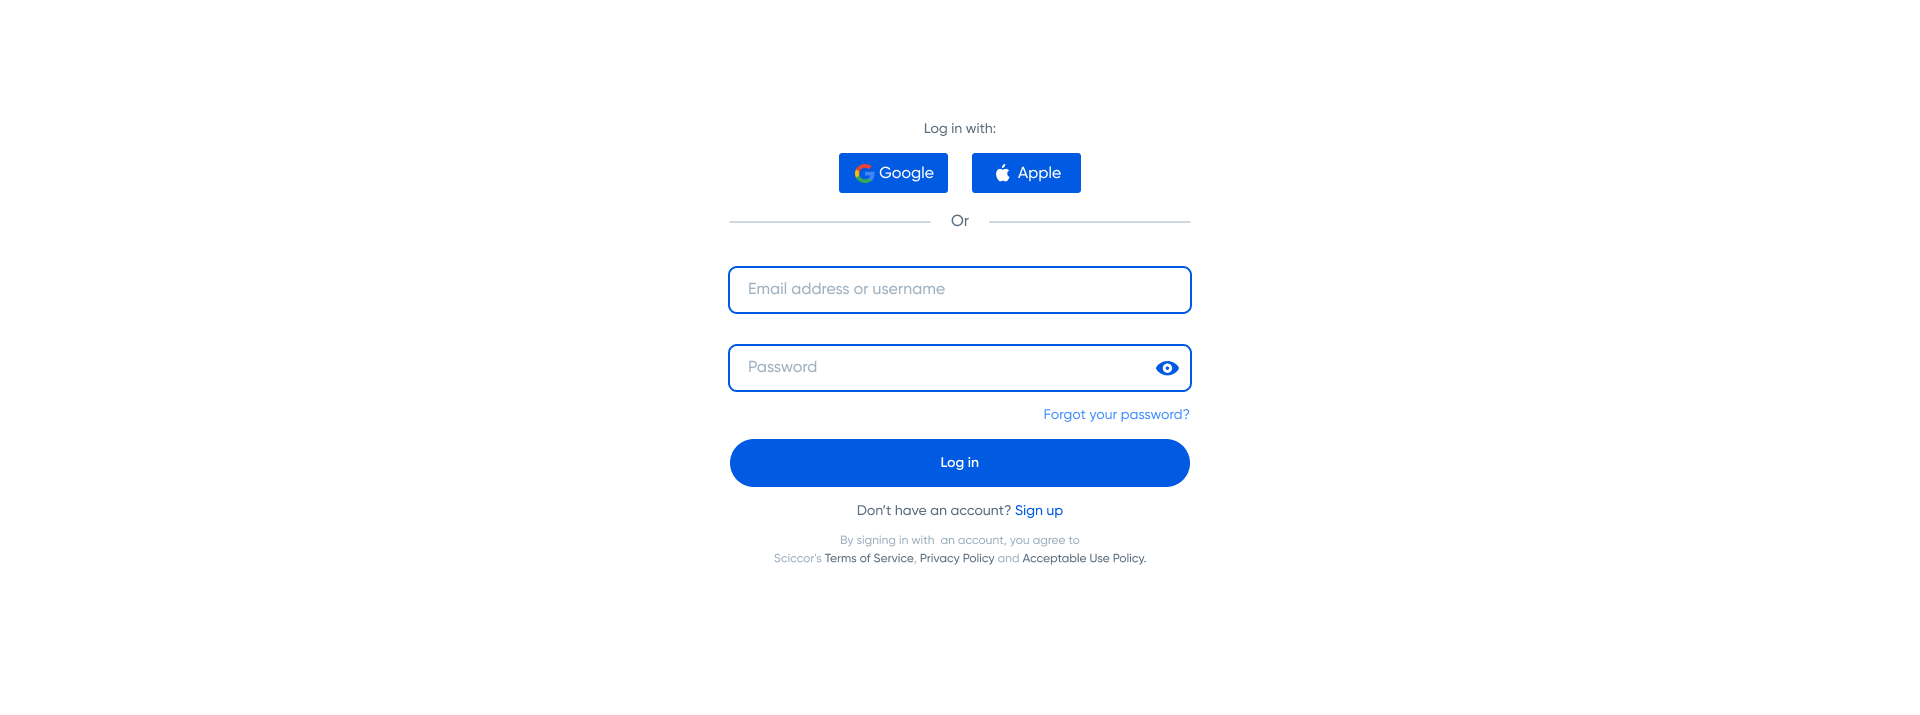 Log in with:
Google
Apple
Or
Email address or username
Password
Forgot your password?
Log in
Don't have an account? Sign up
By signing in with  an account, you agree to
Sciccor's Terms of Service, Privacy Policy and Acceptable Use Policy.